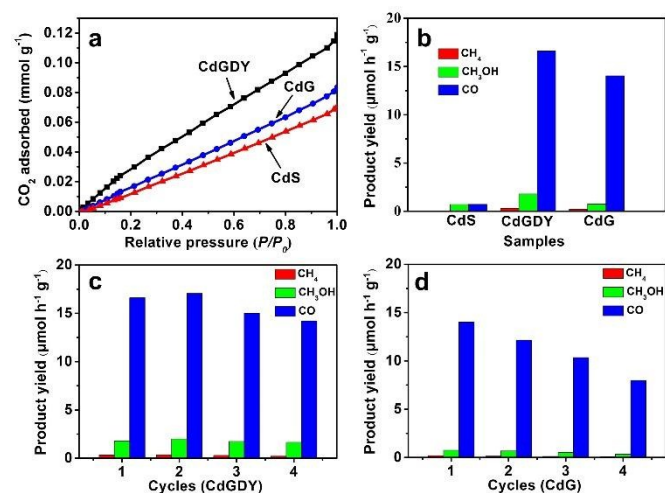 a
CO2 adsorbed (mmol g-1)
0.12
0.10
0.08
0.06
0.04
0.02
0.00
CdGDY
CdG
CdS
0.0 0.2 0.4 0.6 0.8 1.0
Relative pressure (P/P0)
b
CH4
CH3OH
CO
Product yield (μmol h-1 g-1)
20
15
10
5
0
CdS CdGDY CdG
Samples
c
CH4
CH3OH
CO
Product yield (μmol h-1 g-1)
20
15
10
5
0
1 2 3 4
Cycles (CdGDY)
d
CH4
CH3OH
CO
Product yield (μmol h-1 g-1)
20
15
10
5
0
1 2 3 4
Cycles (CdG)